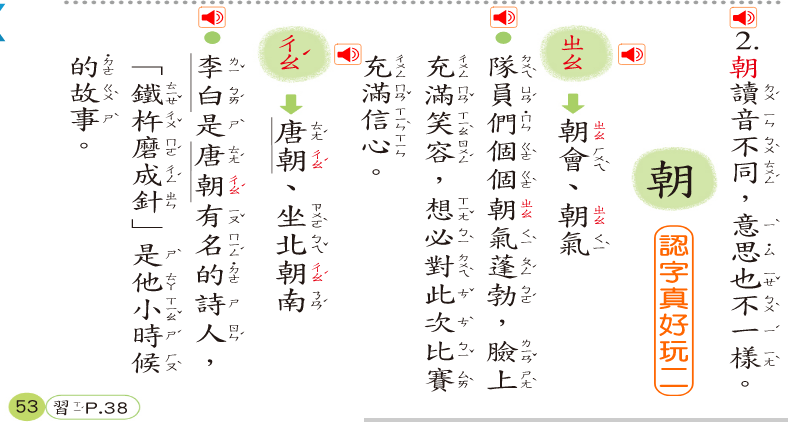 2.朝讀音不同，意思也不一樣。
朝
認字真好玩二
ㄓㄠ
朝會、朝氣
隊員們個個朝氣蓬勃，臉上
充滿笑容，想必對此次比賽
充滿信心。
ㄔㄠˊ
唐朝、坐北朝南
李白是唐朝有名的詩人，
「鐵杵磨成針」是他小時候
的故事。
53 習 P.38